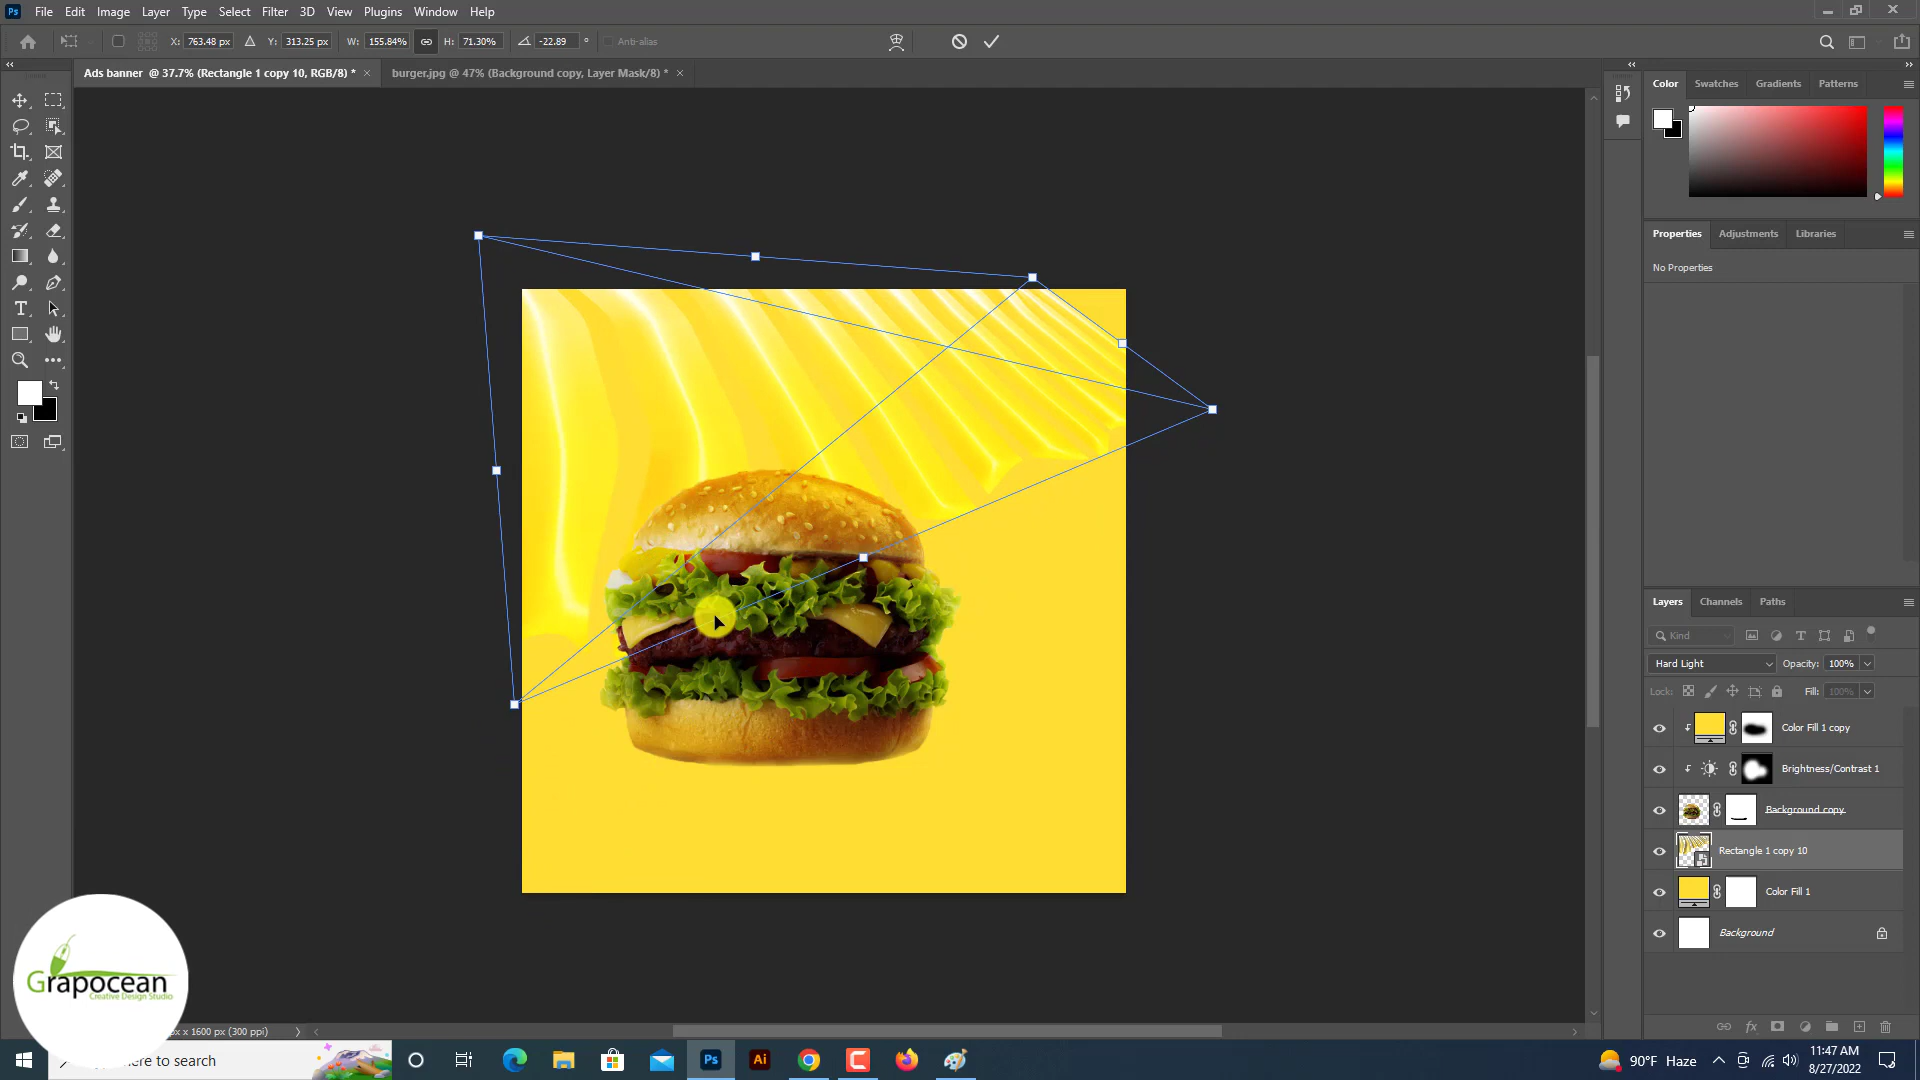 Ps File Edit Image Layer Type Select Filter 3D View Plugins Window Help
X: 763.48 px Y: 313.25 px W: 155.84% H: 71.30% -22.89 ° Anti-alias
Ads banner @ 37.7% (Rectangle 1 copy 10, RGB/8) * × burger.jpg @ 47% (Background copy, Layer Mask/8) * ×
Color Swatches Gradients Patterns
Properties Adjustments Libraries
No Properties
Layers Channels Paths
Kind
Hard Light Opacity: 100%
Lock: Fill: 100%
Color Fill 1 copy
Brightness/Contrast 1
Background copy
Rectangle 1 copy 10
Color Fill 1
Background
Grapocean
Creative Design Studio
px x 1600 px (300 ppi)
here to search
Ps Ai
90°F Haze
11:47 AM
8/27/2022